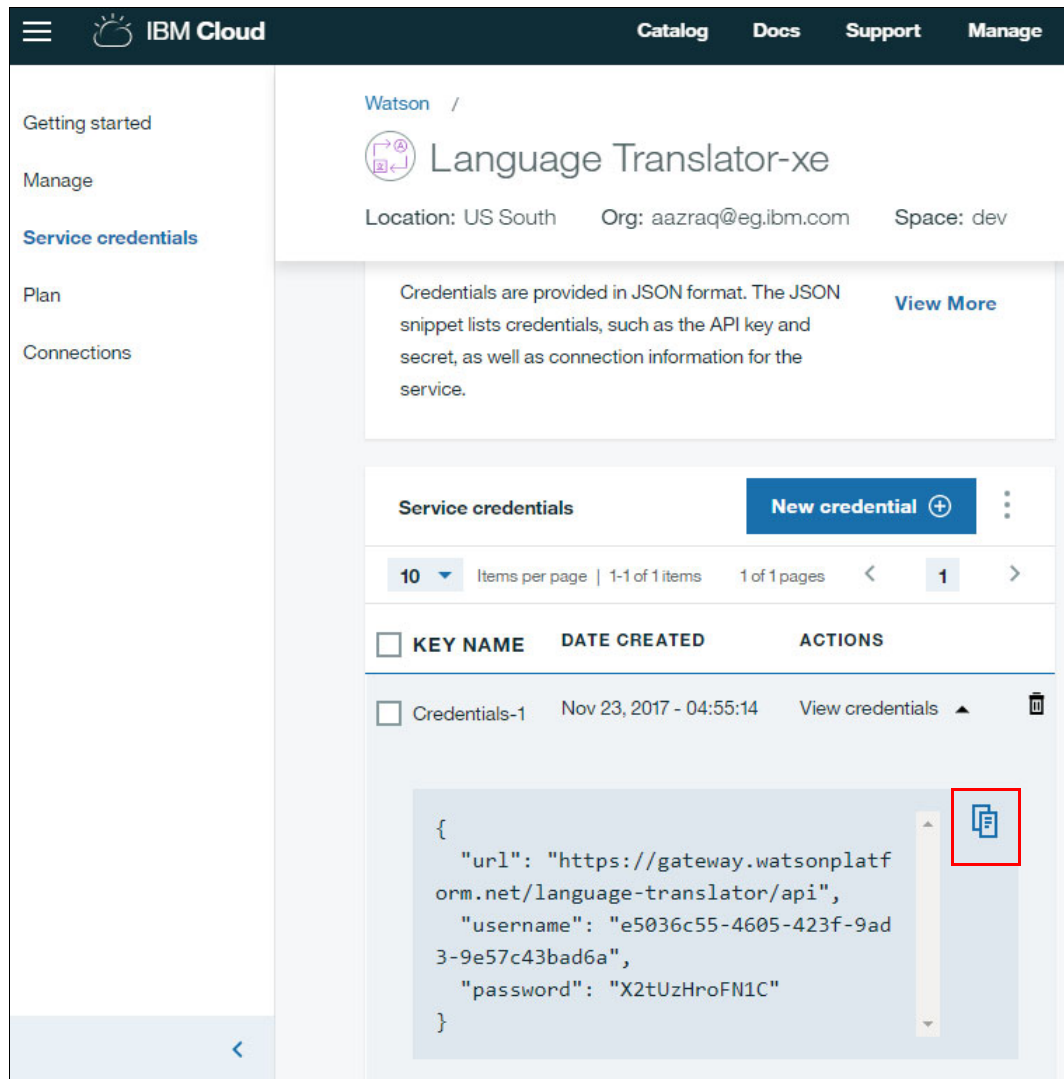 IBM Cloud Catalog Docs Support Manage
Getting started
Manage
Service credentials
Plan
Connections
Watson /
Language Translator-xe
Location: US South Org: aazraq@eg.ibm.com Space: dev
Credentials are provided in JSON format. The JSON
snippet lists credentials, such as the API key and
secret, as well as connection information for the
service.
View More
Service credentials New credential
10 Items per page | 1-1 of 1 items 1 of 1 pages < 1 >
KEY NAME DATE CREATED ACTIONS
Credentials-1 Nov 23, 2017 - 04:55:14 View credentials
{
"url": "https://gateway.watsonplatf
orm.net/language-translator/api",
"username": "e5036c55-4605-423f-9ad
3-9e57c43bad6a",
"password": "X2tUzHroFN1C"
}